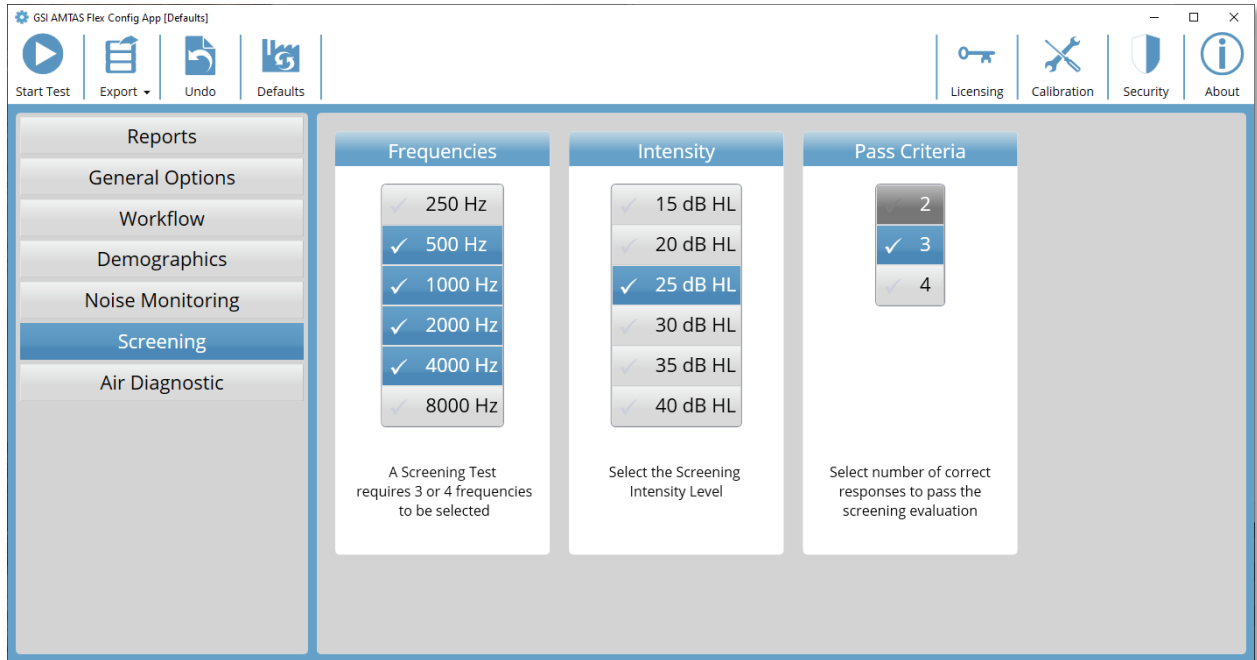 GSI AMTAS Flex Config App [Defaults]
Start Test
Export
Undo
Defaults
Licensing
Calibration
Security
About
Reports
General Options
Workflow
Demographics
Noise Monitoring
Screening
Air Diagnostic
Frequencies
250 Hz
500 Hz
1000 Hz
2000 Hz
4000 Hz
8000 Hz
A Screening Test
requires 3 or 4 frequencies
to be selected
Intensity
15 dB HL
20 dB HL
25 dB HL
30 dB HL
35 dB HL
40 dB HL
Select the Screening
Intensity Level
Pass Criteria
2
3
4
Select number of correct
responses to pass the
screening evaluation